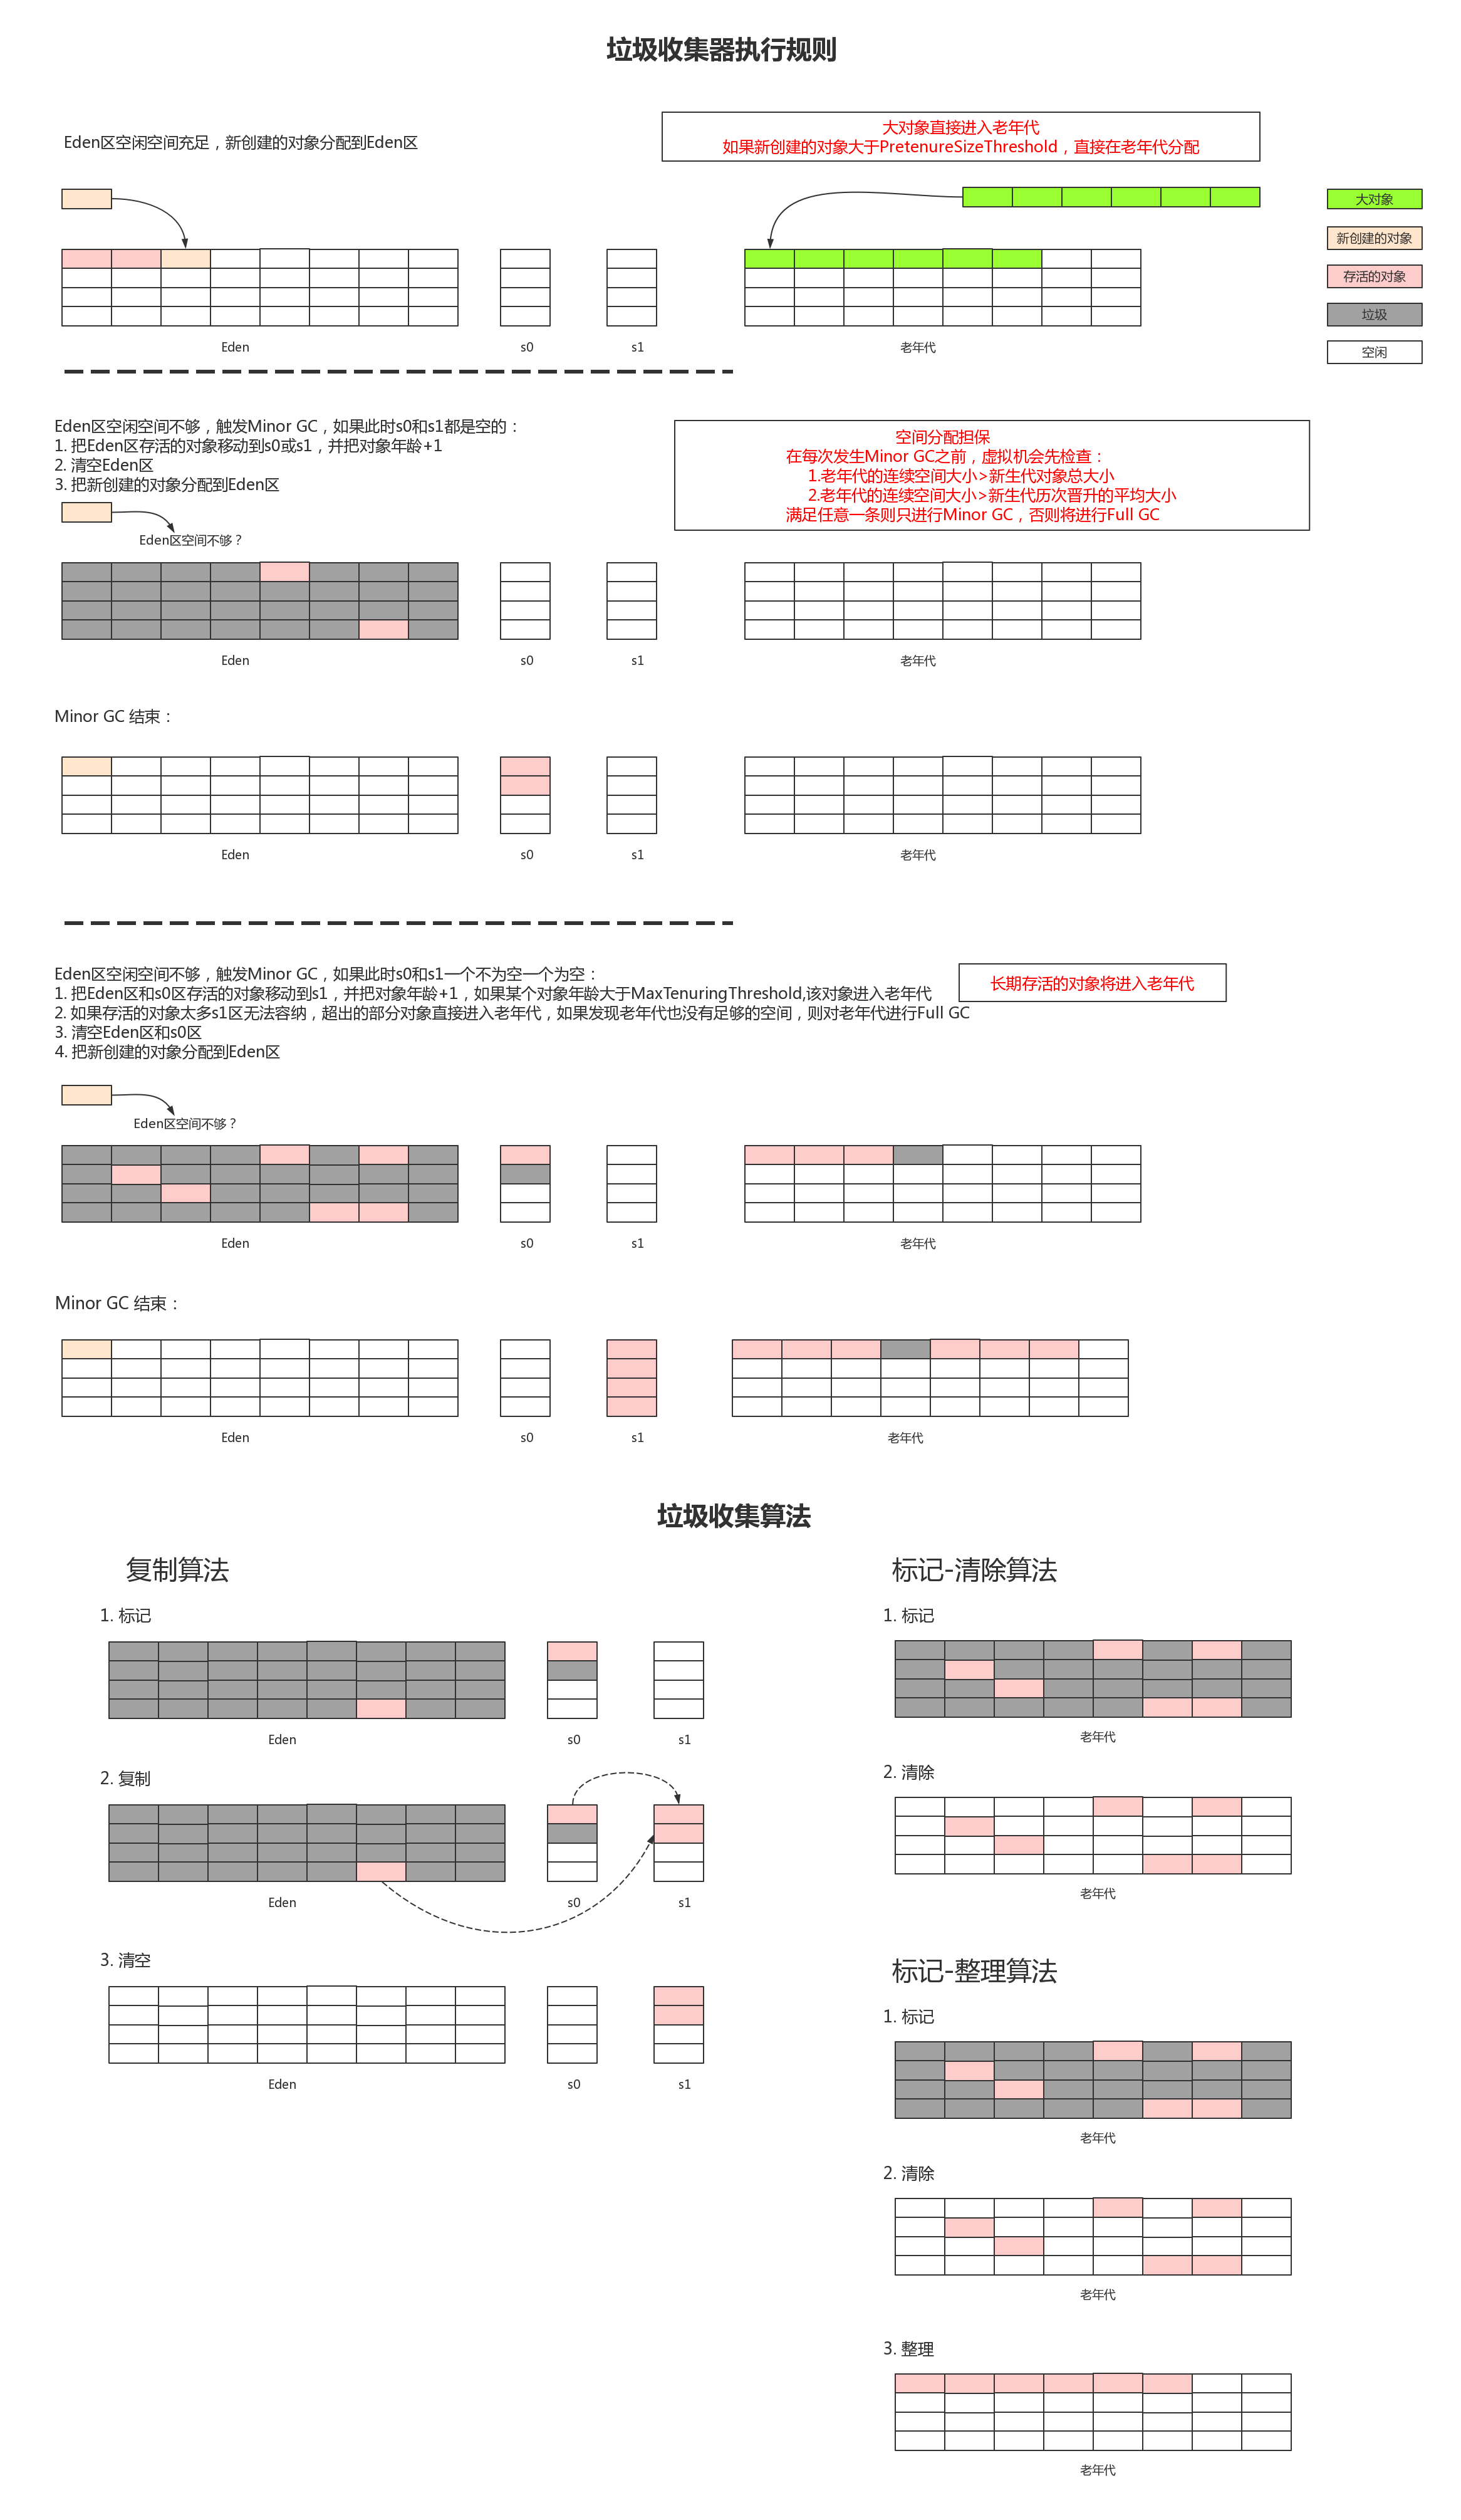 垃圾收集器执行规则
Eden区空闲空间充足，新创建的对象分配到Eden区
大对象直接进入老年代
如果新创建的对象大于PretenureSizeThreshold，直接在老年代分配
大对象
新创建的对象
存活的对象
垃圾
空闲
Eden
s0
s1
老年代
Eden区空闲空间不够，触发Minor GC，如果此时s0和s1都是空的：
1. 把Eden区存活的对象移动到s0或s1，并把对象年龄+1
2. 清空Eden区
3. 把新创建的对象分配到Eden区
空间分配担保
在每次发生Minor GC之前，虚拟机会先检查：
1.老年代的连续空间大小>新生代对象总大小
2.老年代的连续空间大小>新生代历次晋升的平均大小
满足任意一条则只进行Minor GC，否则将进行Full GC
Eden区空间不够？
Eden
s0
s1
老年代
Minor GC 结束：
Eden
s0
s1
老年代
Eden区空闲空间不够，触发Minor GC，如果此时s0和s1一个不为空一个为空：
1. 把Eden区和s0区存活的对象移动到s1，并把对象年龄+1，如果某个对象年龄大于MaxTenuringThreshold,该对象进入老年代
2. 如果存活的对象太多s1区无法容纳，超出的部分对象直接进入老年代，如果发现老年代也没有足够的空间，则对老年代进行Full GC
3. 清空Eden区和s0区
4. 把新创建的对象分配到Eden区
长期存活的对象将进入老年代
Eden区空间不够？
Eden
s0
s1
老年代
Minor GC 结束：
Eden
s0
s1
老年代
垃圾收集算法
复制算法
1. 标记
Eden
s0
s1
2. 复制
Eden
s0
s1
3. 清空
Eden
s0
s1
标记-清除算法
1. 标记
老年代
2. 清除
老年代
标记-整理算法
1. 标记
老年代
2. 清除
老年代
3. 整理
老年代